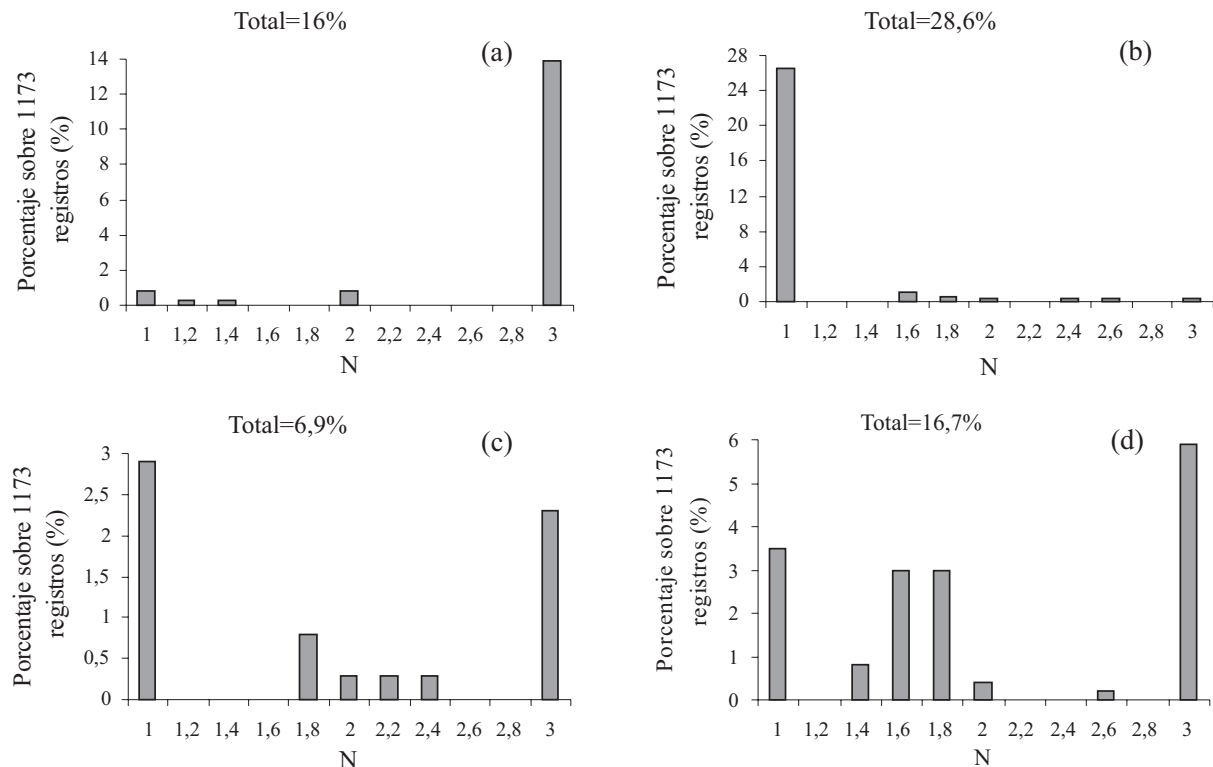 Total=16%
(a)
Porcentaje sobre 1173
registros (%)
14
12
10
8
6
4
2
0
1 1,2 1,4 1,6 1,8 2 2,2 2,4 2,6 2,8 3
N
Total=28,6%
(b)
Porcentaje sobre 1173
registros (%)
28
24
20
16
12
8
4
0
1 1,2 1,4 1,6 1,8 2 2,2 2,4 2,6 2,8 3
N
Total=6,9%
(c)
Porcentaje sobre 1173
registros (%)
3
2,5
2
1,5
1
0,5
0
1 1,2 1,4 1,6 1,8 2 2,2 2,4 2,6 2,8 3
N
Total=16,7%
(d)
Porcentaje sobre 1173
registros (%)
6
5
4
3
2
1
0
1 1,2 1,4 1,6 1,8 2 2,2 2,4 2,6 2,8 3
N